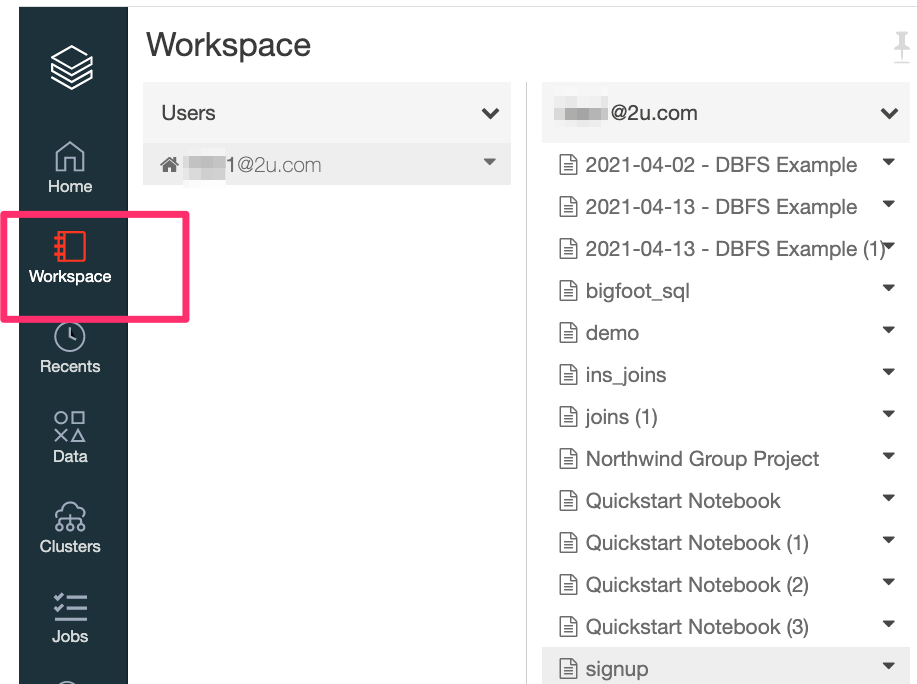 Workspace
Home
Workspace
Recents
Data
Clusters
Jobs
Users
1@2u.com
@2u.com
2021-04-02 - DBFS Example
2021-04-13 - DBFS Example
2021-04-13 - DBFS Example (1)
bigfoot_sql
demo
ins_joins
joins (1)
Northwind Group Project
Quickstart Notebook
Quickstart Notebook (1)
Quickstart Notebook (2)
Quickstart Notebook (3)
signup